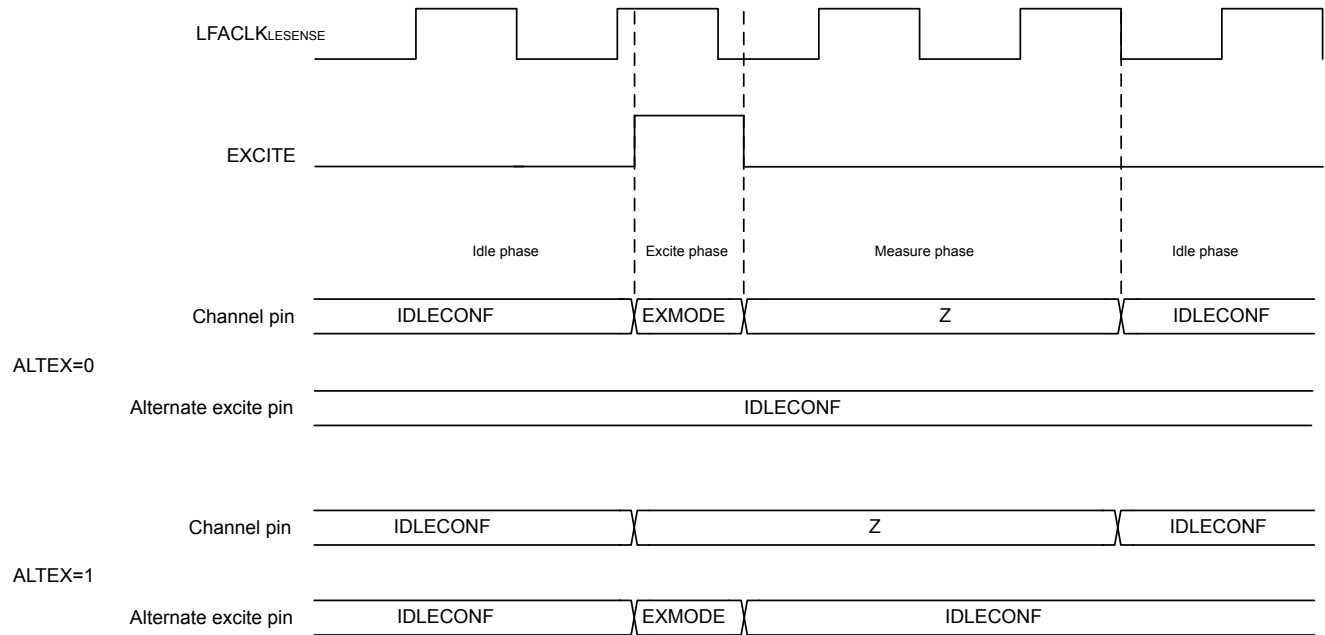 LFACLKLESENSE
EXCITE
Idle phase Excite phase Measure phase Idle phase
Channel pin IDLECONF EXMODE Z IDLECONF
ALTEX=0
Alternate excite pin IDLECONF
Channel pin IDLECONF Z IDLECONF
ALTEX=1
Alternate excite pin IDLECONF EXMODE IDLECONF